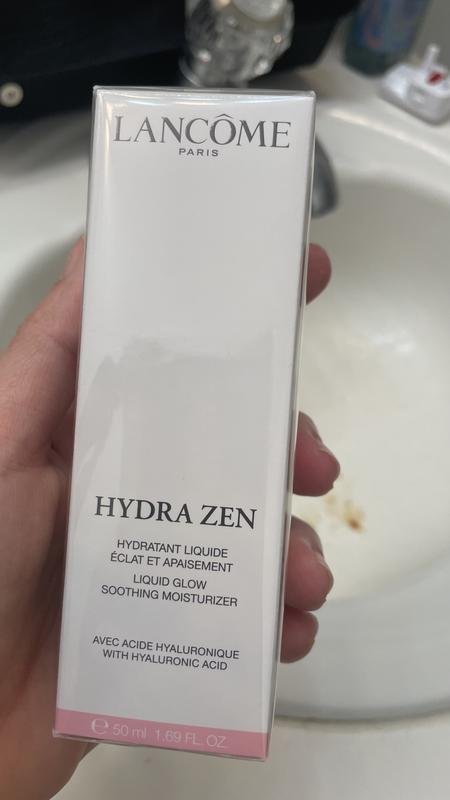 LANCÔME
PARIS
HYDRA ZEN
HYDRATANT LIQUIDE
ÉCLAT ET APAISEMENT
LIQUID GLOW
SOOTHING MOISTURIZER
AVEC ACIDE HYALURONIQUE
WITH HYALURONIC ACID
℮ 50 ml 1.69 FL. OZ.